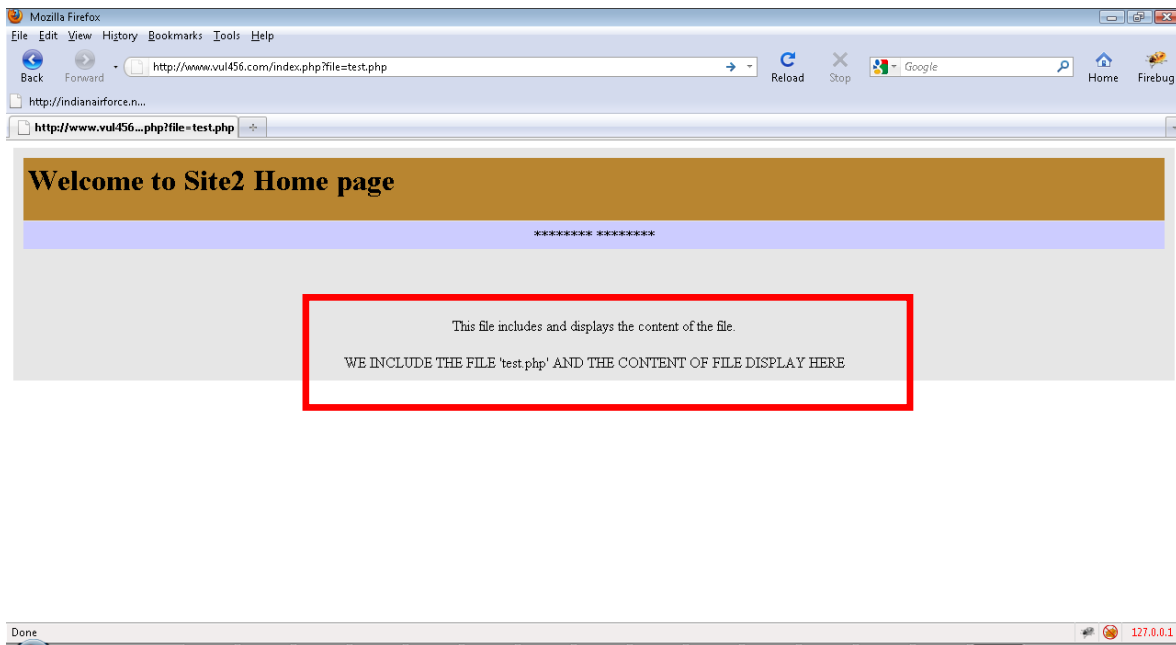 Mozilla Firefox
File Edit View History Bookmarks Tools Help
Back Forward http://www.vul456.com/index.php?file=test.php Reload Stop Google Home Firebug
http://indianairforce.n...
http://www.vul456...php?file=test.php
Welcome to Site2 Home page
******** ********
This file includes and displays the content of the file.
WE INCLUDE THE FILE 'test.php' AND THE CONTENT OF FILE DISPLAY HERE
Done 127.0.0.1